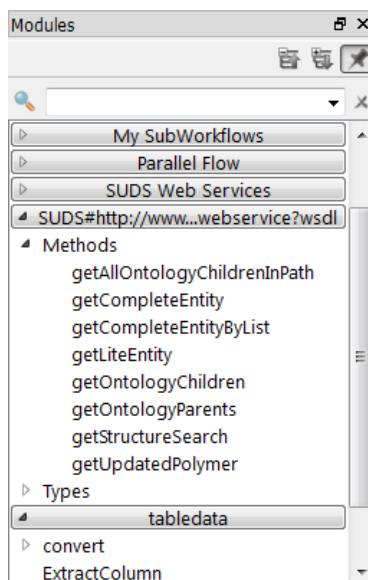 Modules
My SubWorkflows
Parallel Flow
SUDS Web Services
SUDS#http://www...webservice?wsdl
Methods
getAllOntologyChildrenInPath
getCompleteEntity
getCompleteEntityByList
getLiteEntity
getOntologyChildren
getOntologyParents
getStructureSearch
getUpdatedPolymer
Types
tabledata
convert
ExtractColumn